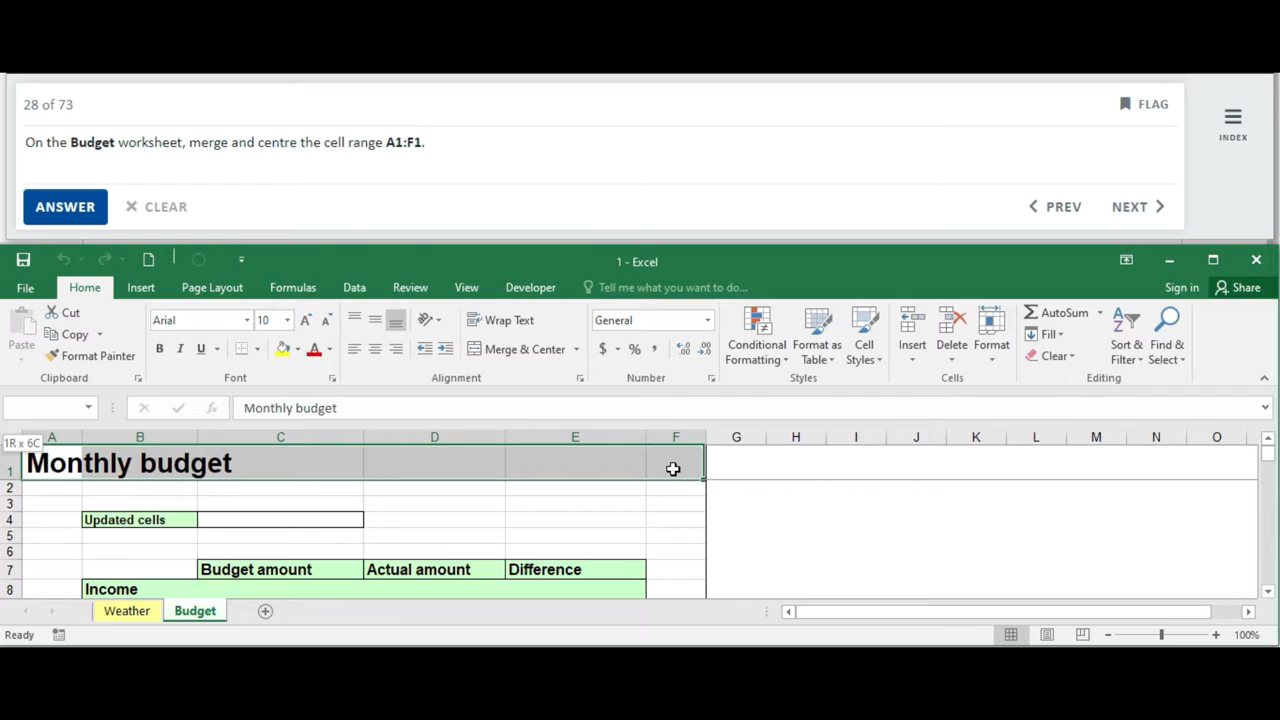 28 of 73
FLAG
INDEX
On the Budget worksheet, merge and centre the cell range A1:F1.
ANSWER
CLEAR
PREV
NEXT
1 - Excel
File
Home
Insert
Page Layout
Formulas
Data
Review
View
Developer
Tell me what you want to do...
Sign in
Share
Paste
Cut
Copy
Format Painter
Clipboard
Arial
10
B I U
Font
Wrap Text
Merge & Center
Alignment
General
$ % ,
Number
Conditional Formatting
Format as Table
Cell Styles
Styles
Insert
Delete
Format
Cells
AutoSum
Fill
Clear
Sort & Filter
Find & Select
Editing
fx
Monthly budget
1R x 6C
A B C D E F G H I J K L M N O
1 Monthly budget
2
3
4 Updated cells
5
6
7 Budget amount Actual amount Difference
8 Income
Weather
Budget
Ready
100%